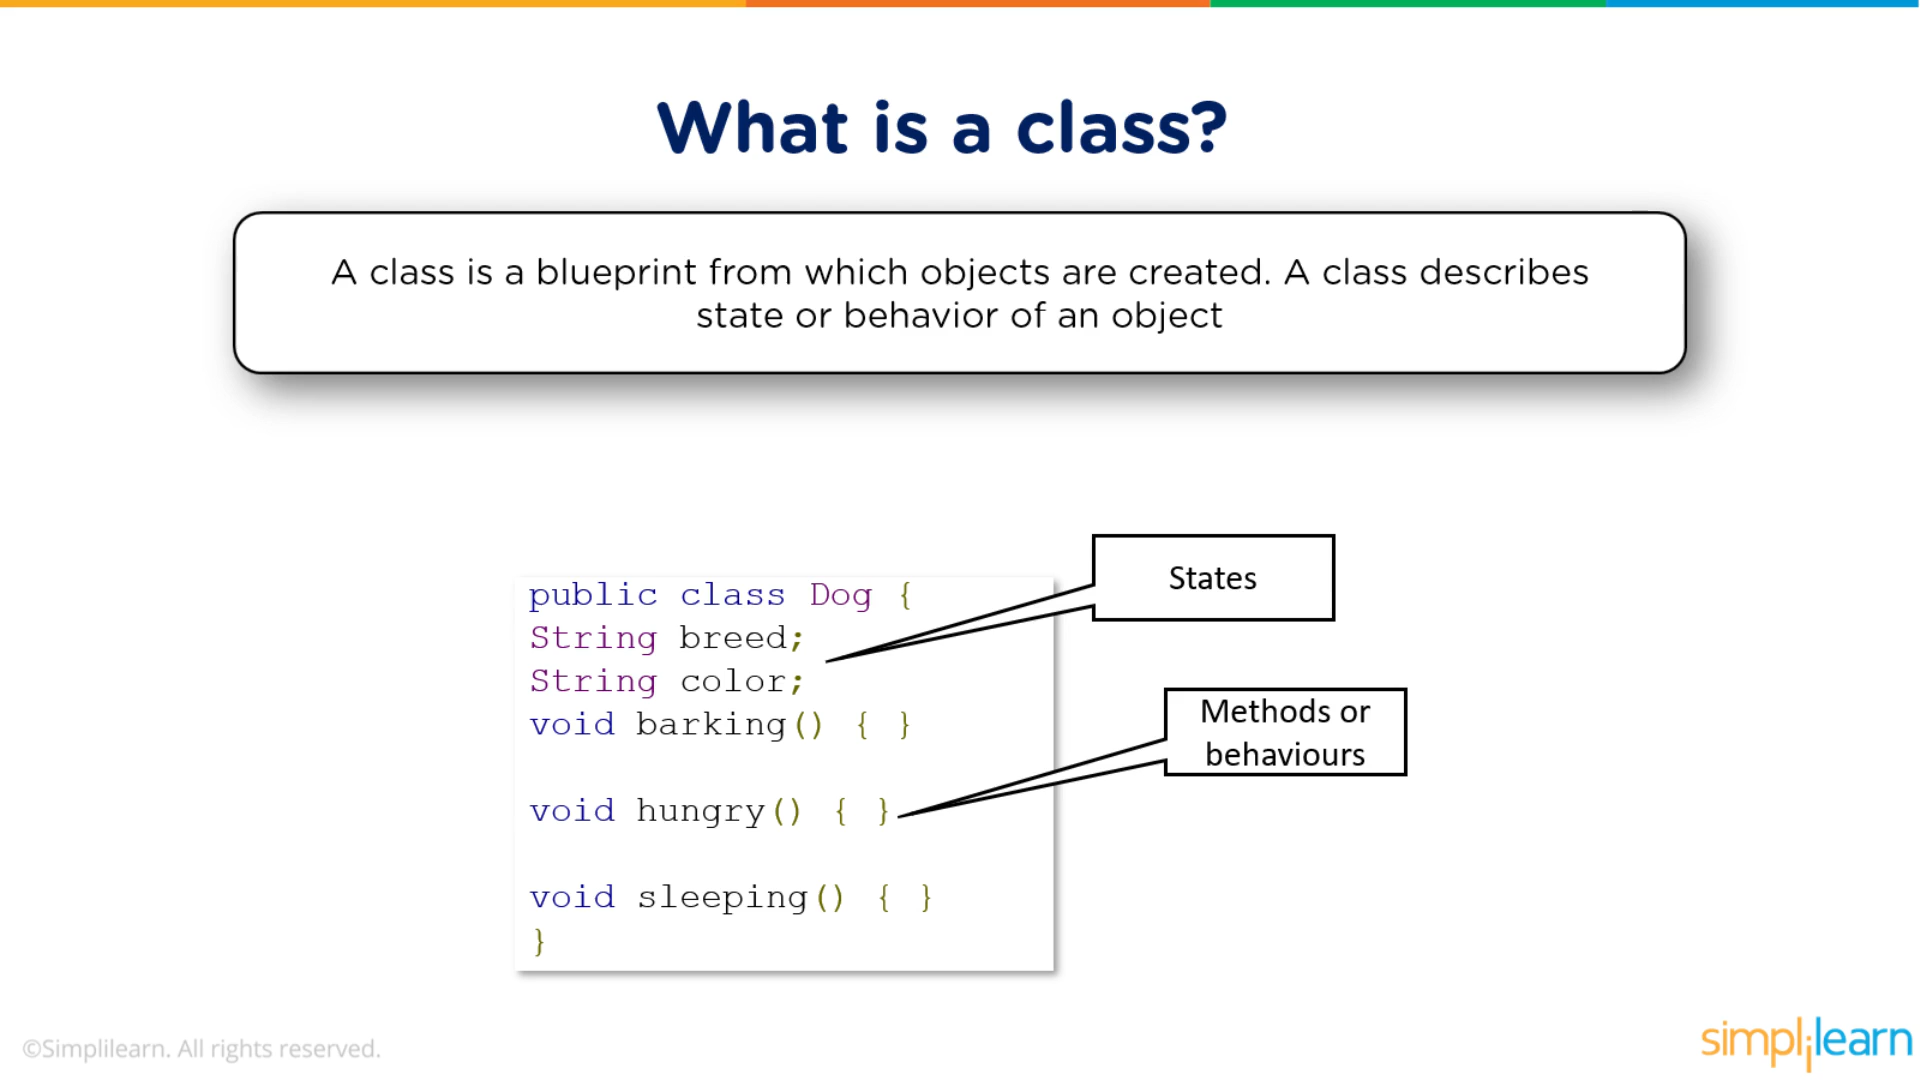 What is a class?
A class is a blueprint from which objects are created. A class describes
state or behavior of an object
public class Dog {
String breed;
String color;
void barking() { }
void hungry() { }
void sleeping() { }
}
States
Methods or
behaviours
©Simplilearn. All rights reserved.
simplilearn